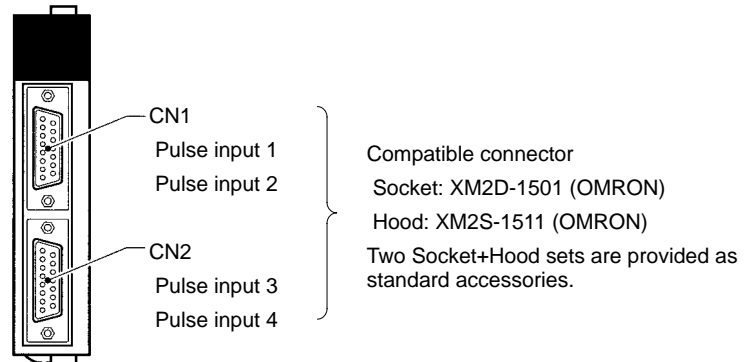 CN1
Pulse input 1
Pulse input 2
CN2
Pulse input 3
Pulse input 4
Compatible connector
Socket: XM2D-1501 (OMRON)
Hood: XM2S-1511 (OMRON)
Two Socket+Hood sets are provided as
standard accessories.